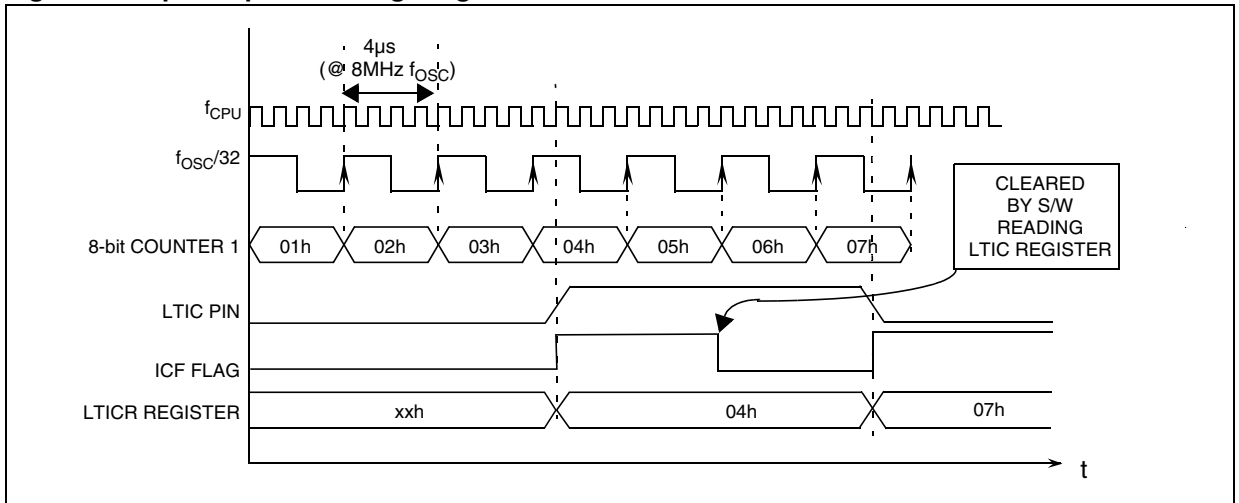 4µs
(@ 8MHz fOSC)
fCPU
fOSC/32
CLEARED
BY S/W
READING
LTIC REGISTER
8-bit COUNTER 1
01h 02h 03h 04h 05h 06h 07h
LTIC PIN
ICF FLAG
LTICR REGISTER
xxh 04h 07h
t